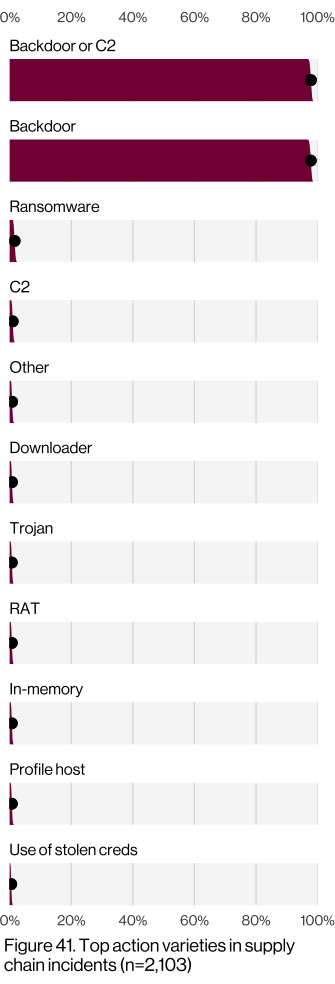 0% 20% 40% 60% 80% 100%
Backdoor or C2
Backdoor
Ransomware
C2
Other
Downloader
Trojan
RAT
In-memory
Profile host
Use of stolen creds
0% 20% 40% 60% 80% 100%
Figure 41. Top action varieties in supply
chain incidents (n=2,103)